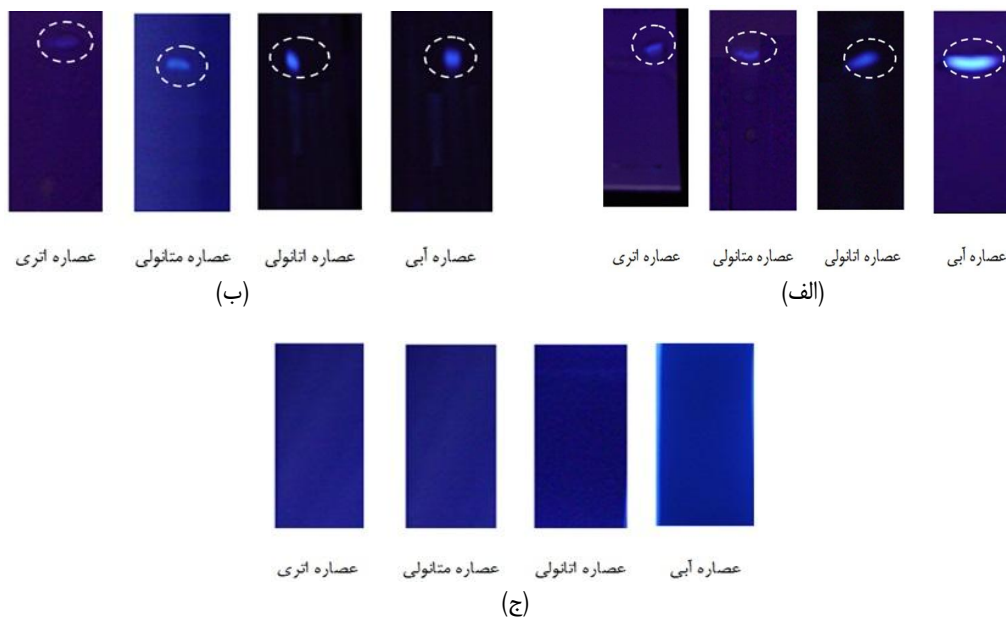 عصاره آبی عصاره اتانولی عصاره متانولی عصاره اتری
(الف)
عصاره آبی عصاره اتانولی عصاره متانولی عصاره اتری
(ب)
عصاره آبی عصاره اتانولی عصاره متانولی عصاره اتری
(ج)